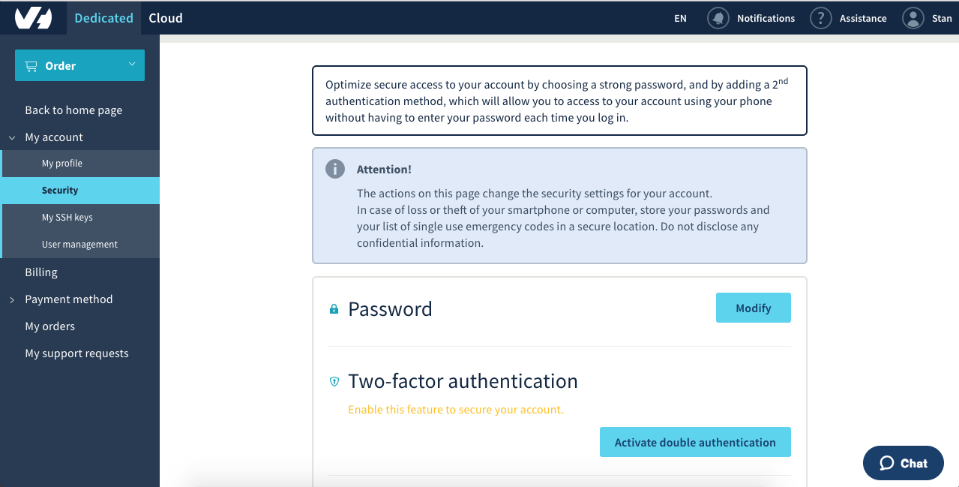 Dedicated
Cloud
EN
Notifications
Assistance
Stan
Order
Back to home page
My account
My profile
Security
My SSH keys
User management
Billing
Payment method
My orders
My support requests
Optimize secure access to your account by choosing a strong password, and by adding a 2nd
authentication method, which will allow you to access to your account using your phone
without having to enter your password each time you log in.
Attention!
The actions on this page change the security settings for your account.
In case of loss or theft of your smartphone or computer, store your passwords and
your list of single use emergency codes in a secure location. Do not disclose any
confidential information.
Password
Modify
Two-factor authentication
Enable this feature to secure your account.
Activate double authentication
Chat